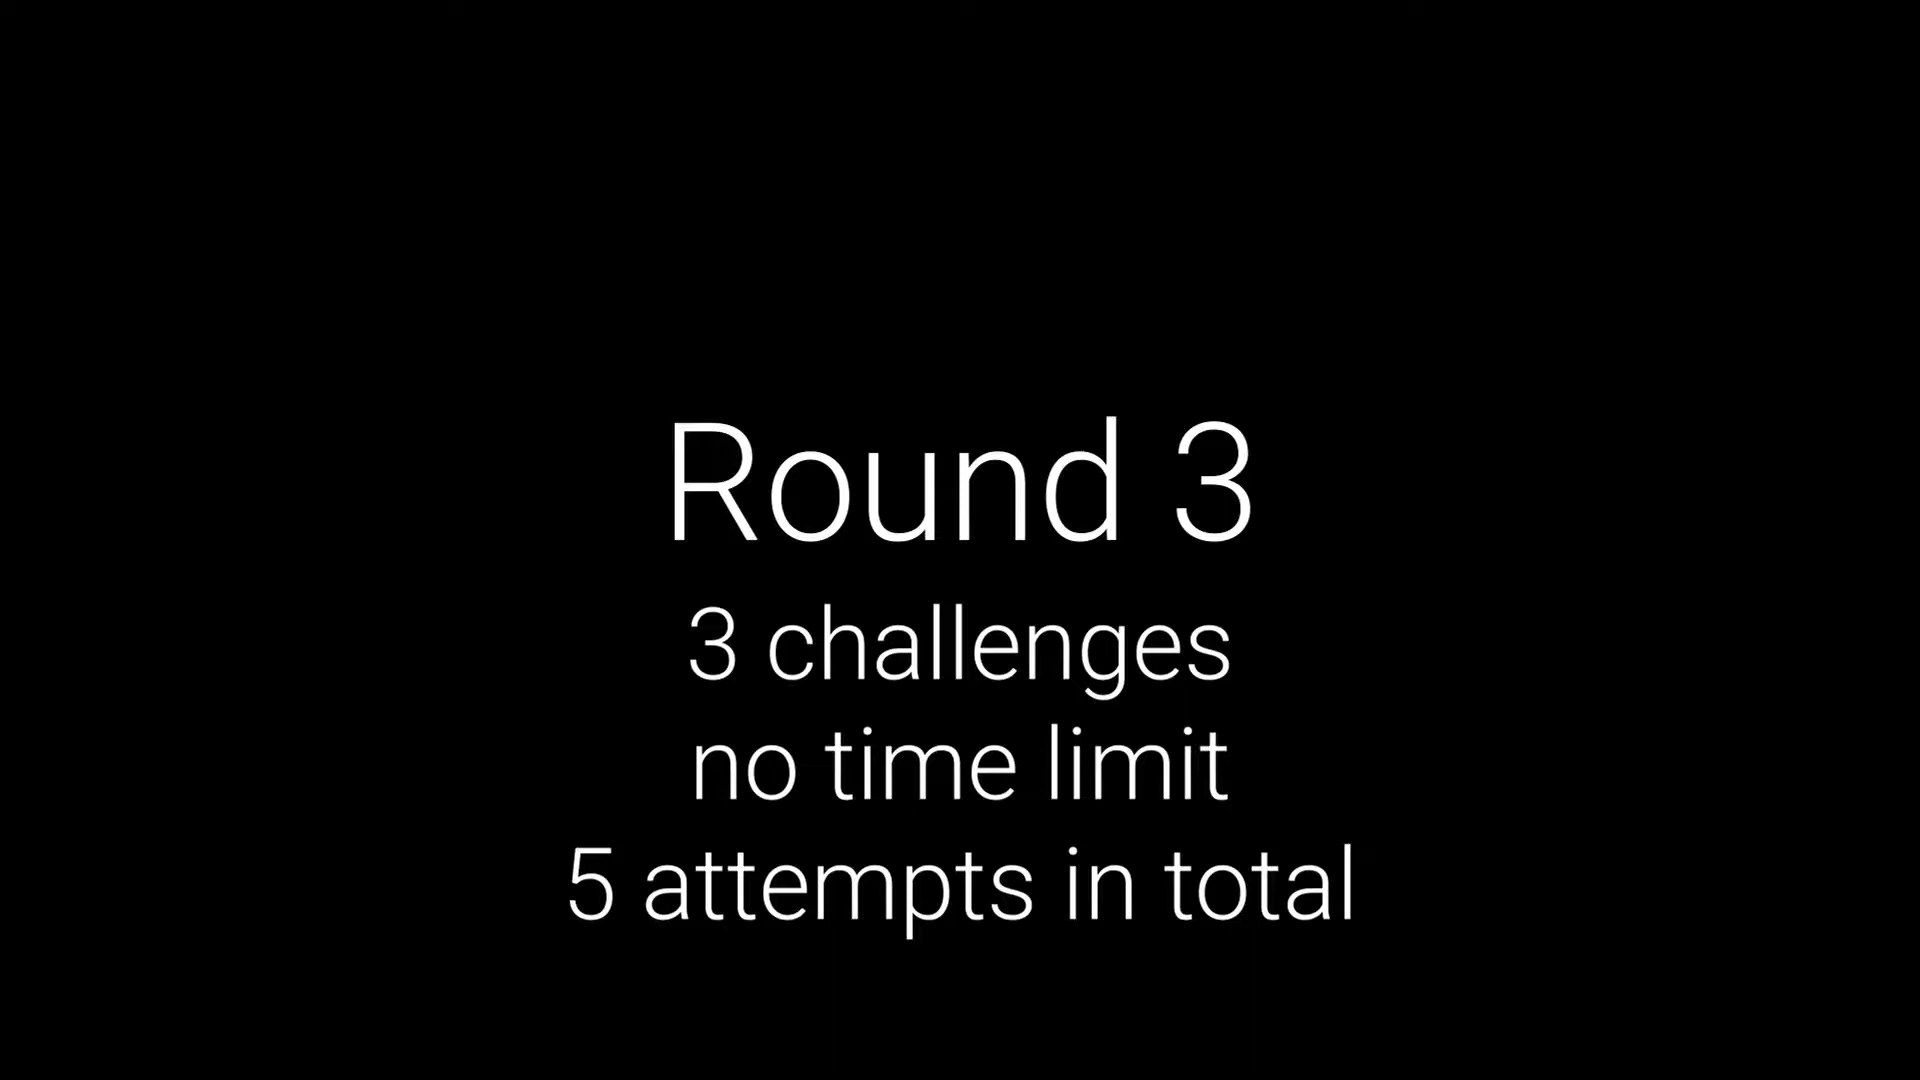 Round 3
3 challenges
no time limit
5 attempts in total